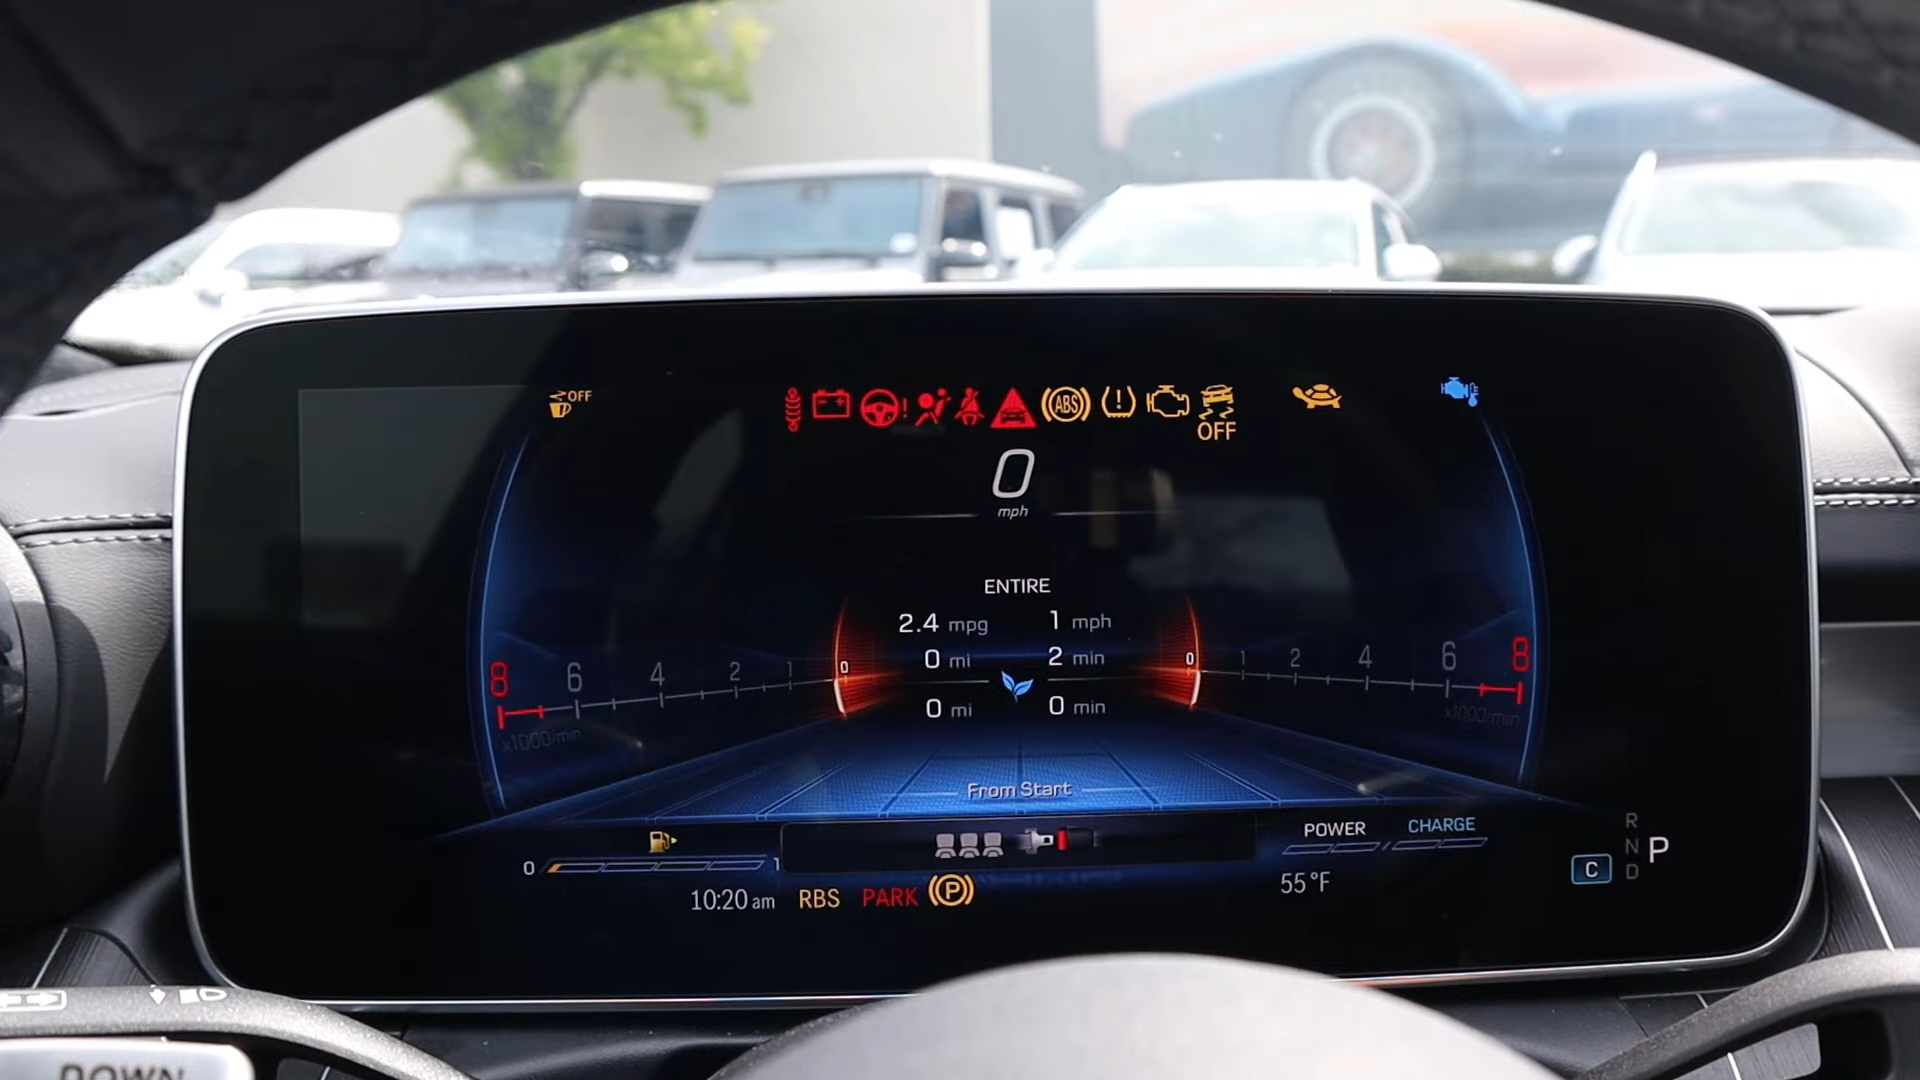 OFF
ABS
OFF
0
mph
ENTIRE
2.4 mpg 1 mph
0 mi 2 min
0 mi 0 min
8 6 4 2 1 0
0 1 2 4 6 8
x1000/min
x1000/min
From Start
0 1
POWER CHARGE
10:20 am RBS PARK P
55°F
C
R
N
D
P
DOWN